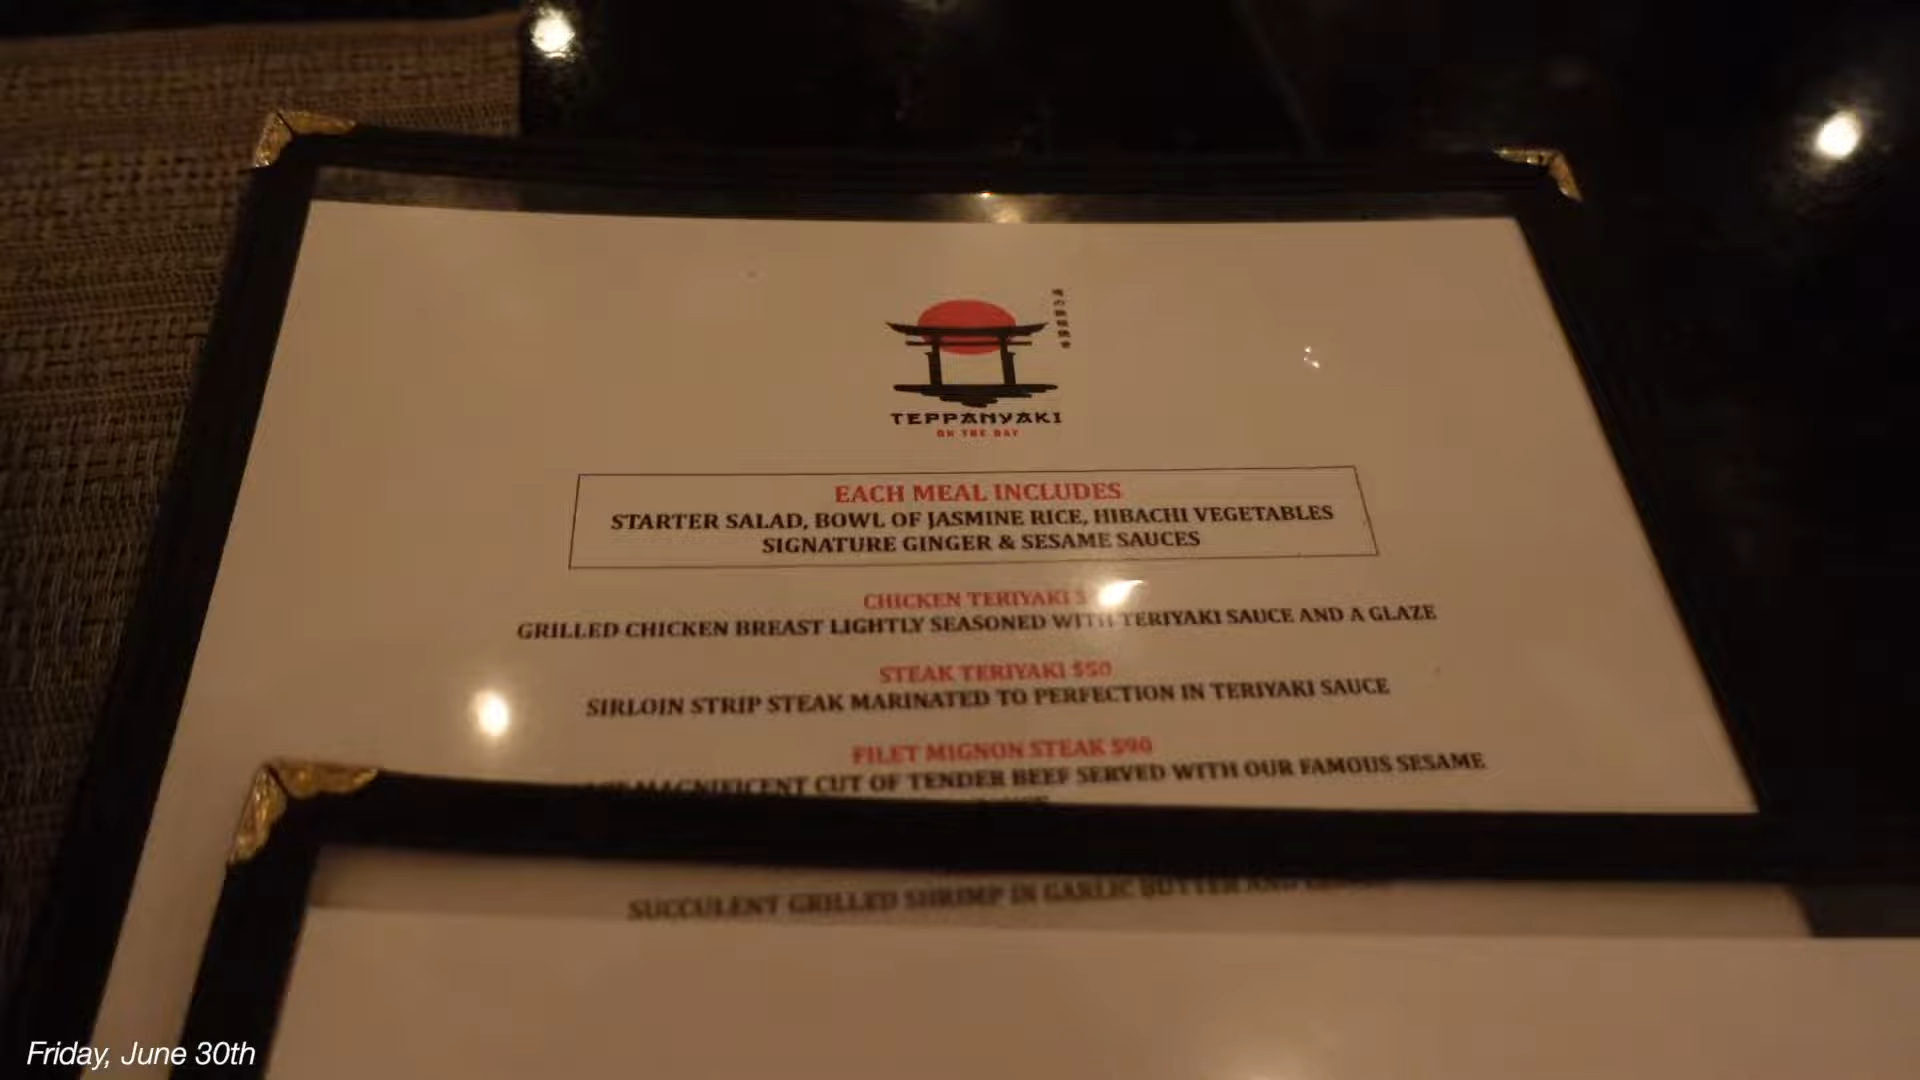 TEPPANYAKI
ON THE BAY
EACH MEAL INCLUDES
STARTER SALAD, BOWL OF JASMINE RICE, HIBACHI VEGETABLES
SIGNATURE GINGER & SESAME SAUCES
CHICKEN TERIYAKI $
GRILLED CHICKEN BREAST LIGHTLY SEASONED WITH TERIYAKI SAUCE AND A GLAZE
STEAK TERIYAKI $50
SIRLOIN STRIP STEAK MARINATED TO PERFECTION IN TERIYAKI SAUCE
FILET MIGNON STEAK $90
MAGNIFICENT CUT OF TENDER BEEF SERVED WITH OUR FAMOUS SESAME
SUCCULENT GRILLED SHRIMP IN GARLIC BUTTER AND
Friday, June 30th